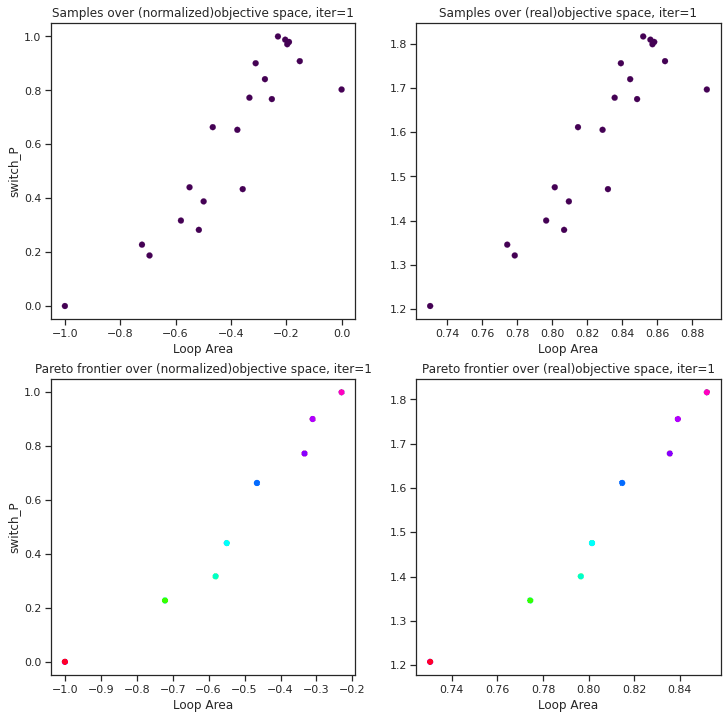 Samples over (normalized)objective space, iter=1
Samples over (real)objective space, iter=1
1.0
0.8
0.6
0.4
0.2
0.0
switch_P
−1.0 −0.8 −0.6 −0.4 −0.2 0.0
Loop Area
1.8
1.7
1.6
1.5
1.4
1.3
1.2
0.74 0.76 0.78 0.80 0.82 0.84 0.86 0.88
Loop Area
Pareto frontier over (normalized)objective space, iter=1
Pareto frontier over (real)objective space, iter=1
1.0
0.8
0.6
0.4
0.2
0.0
switch_P
−1.0 −0.9 −0.8 −0.7 −0.6 −0.5 −0.4 −0.3 −0.2
Loop Area
1.8
1.7
1.6
1.5
1.4
1.3
1.2
0.74 0.76 0.78 0.80 0.82 0.84
Loop Area